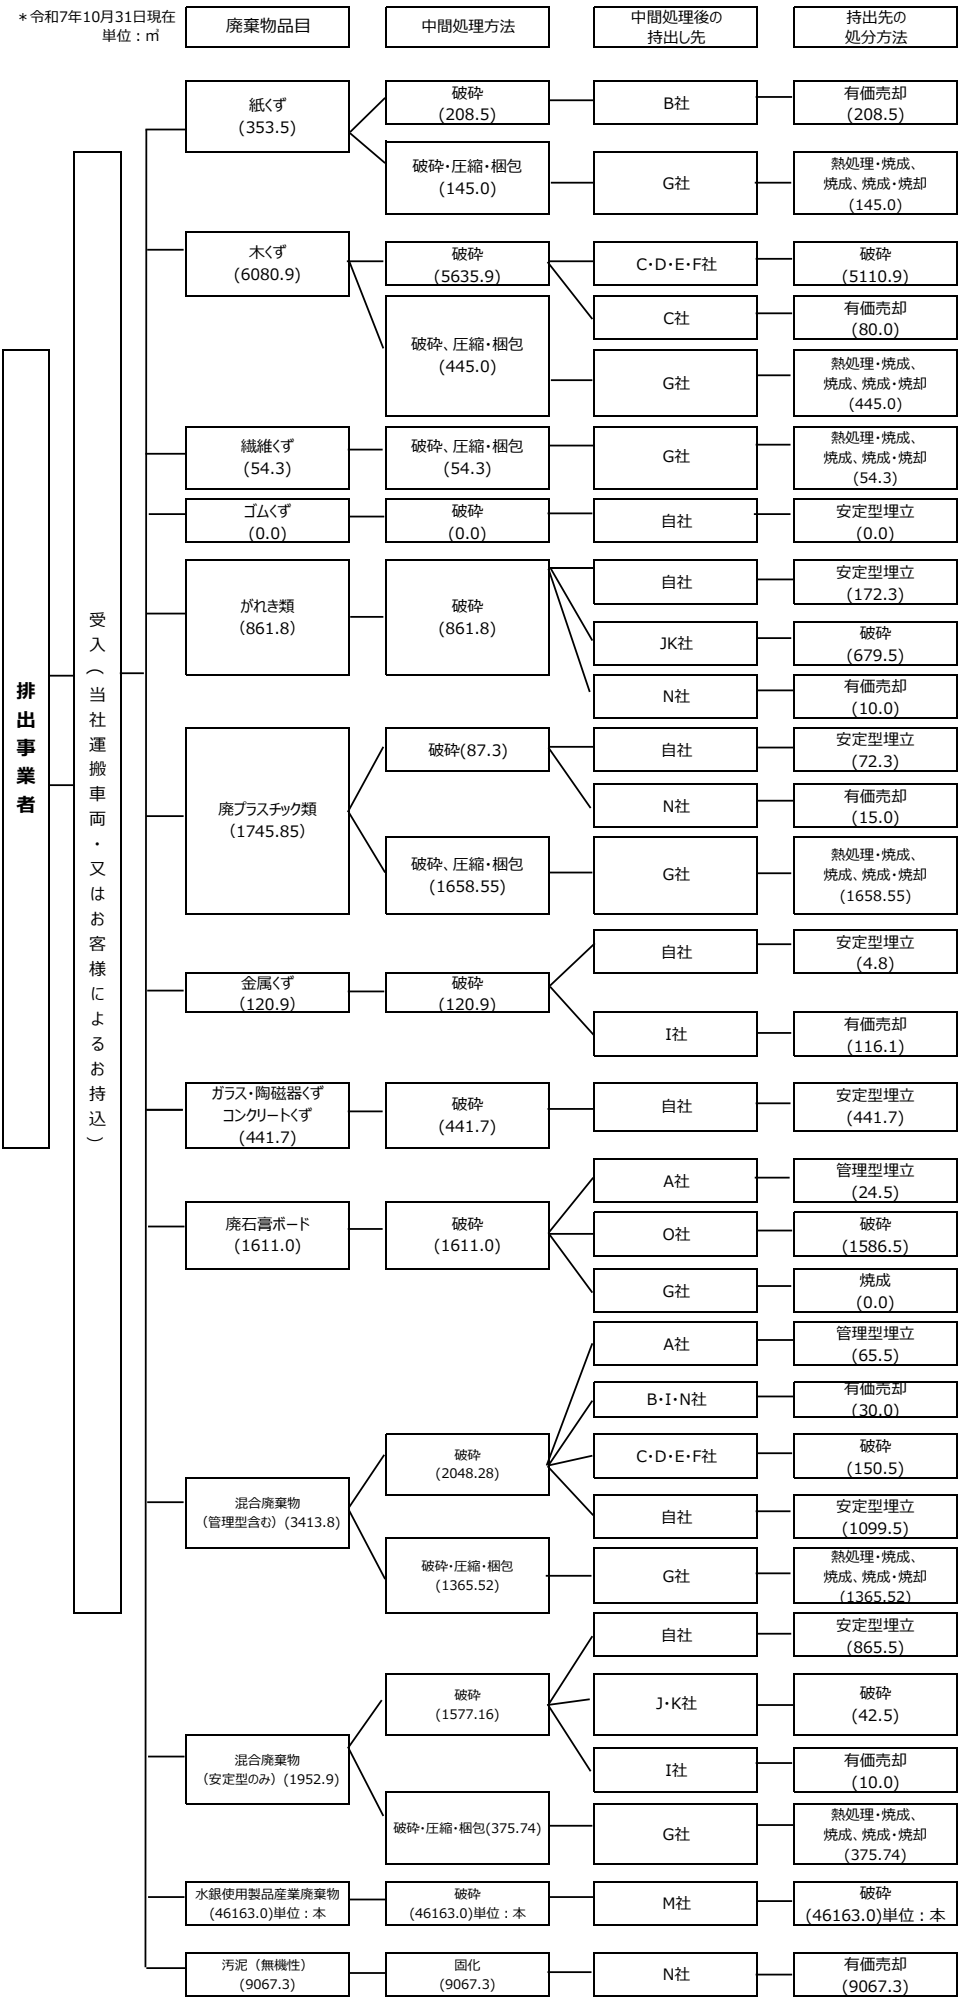 ＊令和7年10月31日現在
単位：㎥
廃棄物品目
中間処理方法
中間処理後の
持出し先
持出先の
処分方法
排出事業者
受入（当社運搬車両・又はお客様によるお持込）
紙くず
(353.5)
破砕
(208.5)
B社
有価売却
(208.5)
破砕・圧縮・梱包
(145.0)
G社
熱処理・焼成、
焼成、焼成・焼却
(145.0)
木くず
(6080.9)
破砕
(5635.9)
C・D・E・F社
破砕
(5110.9)
C社
有価売却
(80.0)
破砕、圧縮・梱包
(445.0)
G社
熱処理・焼成、
焼成、焼成・焼却
(445.0)
繊維くず
(54.3)
破砕、圧縮・梱包
(54.3)
G社
熱処理・焼成、
焼成、焼成・焼却
(54.3)
ゴムくず
(0.0)
破砕
(0.0)
自社
安定型埋立
(0.0)
がれき類
(861.8)
破砕
(861.8)
自社
安定型埋立
(172.3)
JK社
破砕
(679.5)
N社
有価売却
(10.0)
廃プラスチック類
（1745.85)
破砕(87.3)
自社
安定型埋立
(72.3)
N社
有価売却
(15.0)
破砕、圧縮・梱包
(1658.55)
G社
熱処理・焼成、
焼成、焼成・焼却
(1658.55)
金属くず
(120.9)
破砕
(120.9)
自社
安定型埋立
(4.8)
I社
有価売却
(116.1)
ガラス・陶磁器くず
コンクリートくず
(441.7)
破砕
(441.7)
自社
安定型埋立
(441.7)
廃石膏ボード
(1611.0)
破砕
(1611.0)
A社
管理型埋立
(24.5)
O社
破砕
(1586.5)
G社
焼成
(0.0)
混合廃棄物
（管理型含む）(3413.8)
破砕
(2048.28)
A社
管理型埋立
(65.5)
B・I・N社
有価売却
(30.0)
C・D・E・F社
破砕
(150.5)
自社
安定型埋立
(1099.5)
破砕・圧縮・梱包
(1365.52)
G社
熱処理・焼成、
焼成、焼成・焼却
(1365.52)
混合廃棄物
（安定型のみ）(1952.9)
破砕
(1577.16)
自社
安定型埋立
(865.5)
J・K社
破砕
(42.5)
I社
有価売却
(10.0)
破砕・圧縮・梱包(375.74)
G社
熱処理・焼成、
焼成、焼成・焼却
(375.74)
水銀使用製品産業廃棄物
(46163.0)単位：本
破砕
(46163.0)単位：本
M社
破砕
(46163.0)単位：本
汚泥（無機性）
(9067.3)
固化
(9067.3)
N社
有価売却
(9067.3)